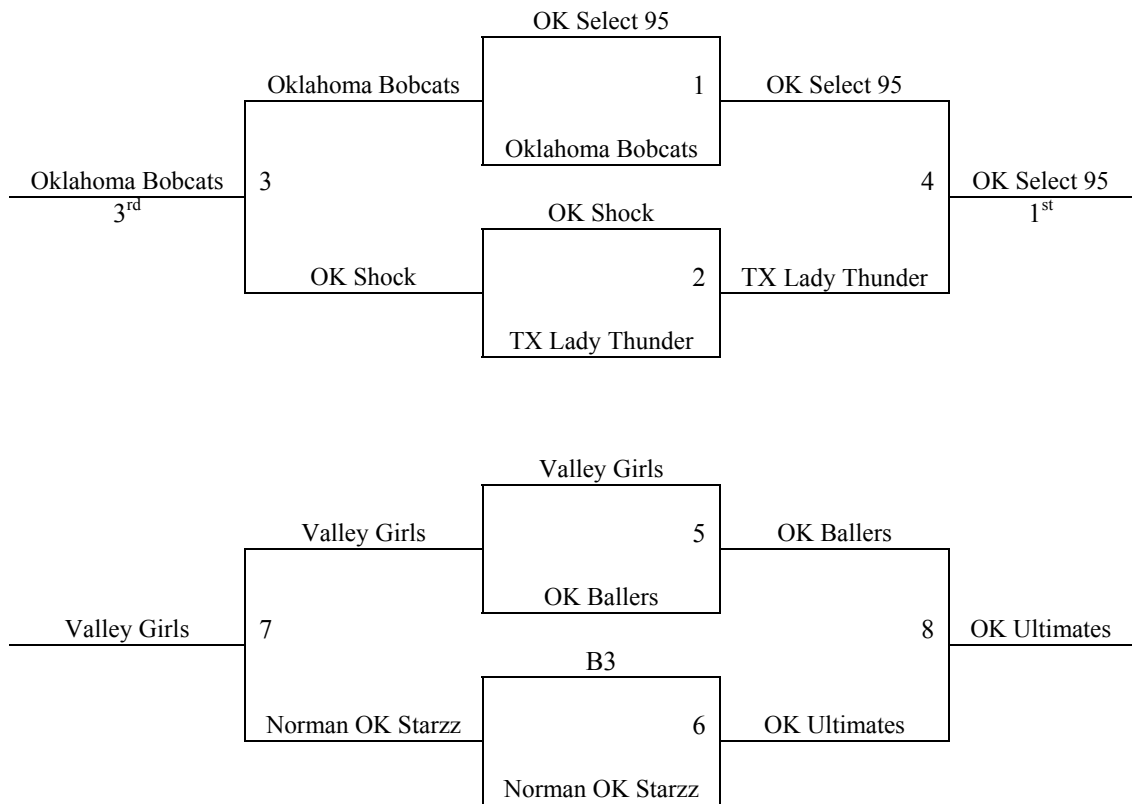 OK Select 95
Oklahoma Bobcats 1 OK Select 95
Oklahoma Bobcats
Oklahoma Bobcats 3 4 OK Select 95
3rd OK Shock 1st
OK Shock 2 TX Lady Thunder
TX Lady Thunder
Valley Girls
Valley Girls 5 OK Ballers
OK Ballers
Valley Girls 7 8 OK Ultimates
B3
Norman OK Starzz 6 OK Ultimates
Norman OK Starzz